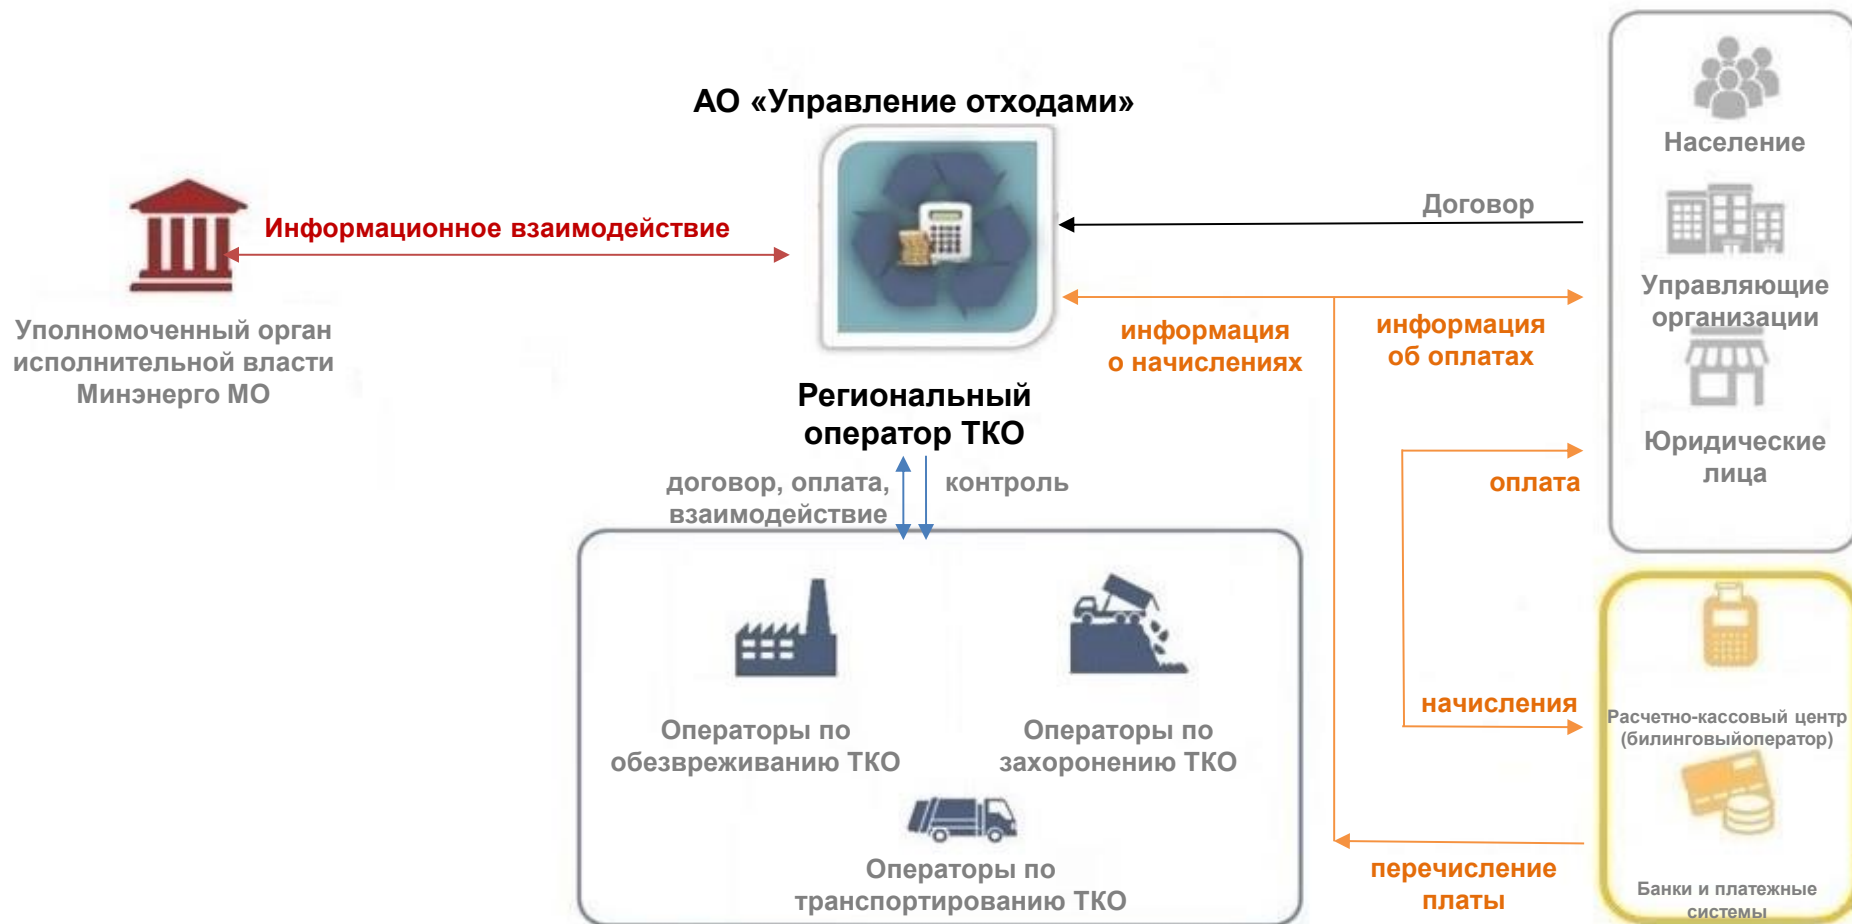 АО «Управление отходами»
Население
Договор
Информационное взаимодействие
Управляющие
организации
Уполномоченный орган
исполнительной власти
Минэнерго МО
информация
о начислениях
информация
об оплатах
Региональный
оператор ТКО
Юридические
лица
договор, оплата,
взаимодействие
контроль
оплата
начисления
Расчетно-кассовый центр
(билинговыйоператор)
Операторы по
обезвреживанию ТКО
Операторы по
захоронению ТКО
Операторы по
транспортированию ТКО
перечисление
платы
Банки и платежные
системы